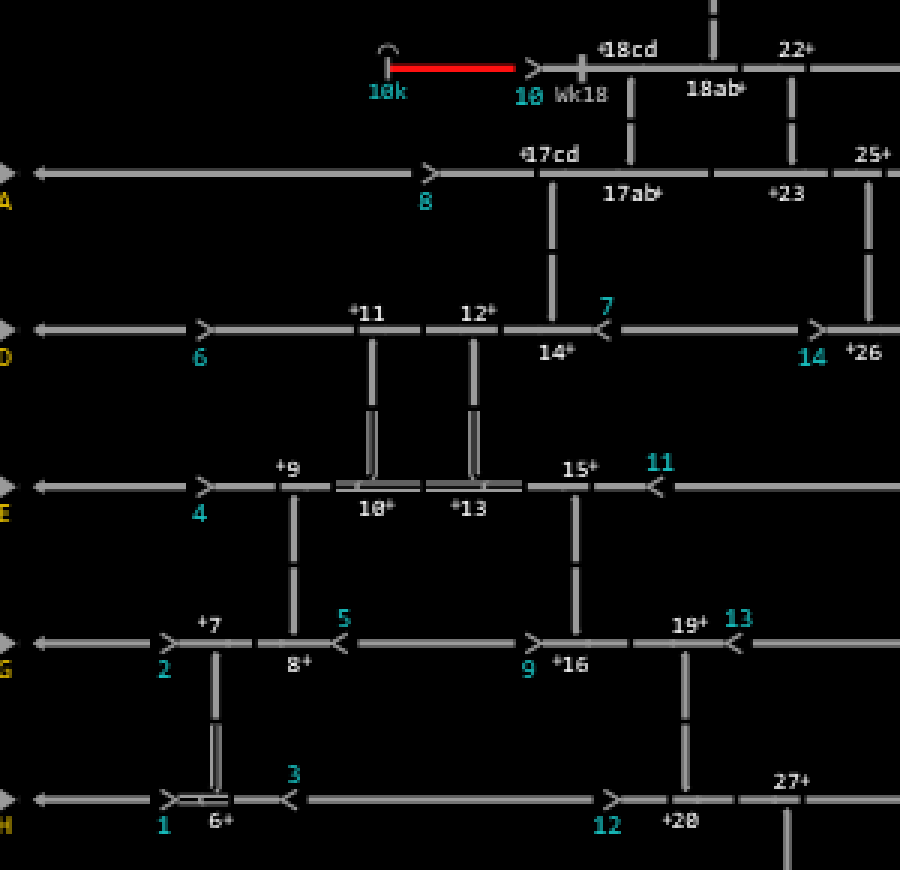 +18cd 22+
10k 10 Wk18 18ab+
+17cd 25+
A 8 17ab+ +23
+11 12+ 7
D 6 14+ 14 +26
+9 15+ 11
E 4 10+ +13
+7 5 19+ 13
G 2 8+ 9 +16
3 27+
H 1 6+ 12 +20